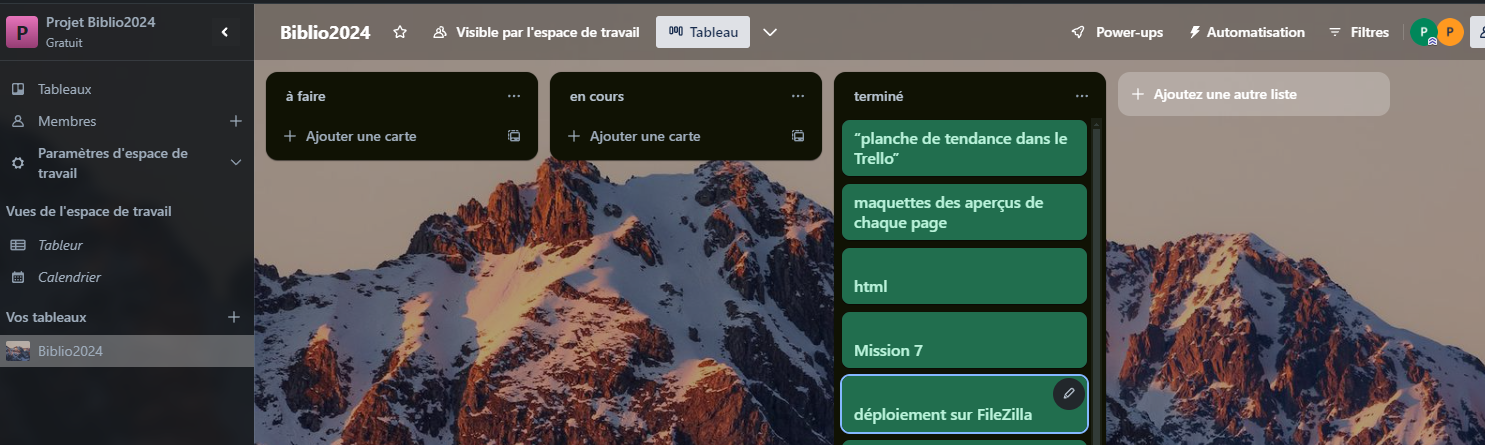 P
Projet Biblio2024
Gratuit
Tableaux
Membres
Paramètres d'espace de
travail
Vues de l'espace de travail
Tableur
Calendrier
Vos tableaux
Biblio2024
Biblio2024
Visible par l'espace de travail
Tableau
Power-ups
Automatisation
Filtres
P
P
à faire
Ajouter une carte
en cours
Ajouter une carte
terminé
“planche de tendance dans le
Trello”
maquettes des aperçus de
chaque page
html
Mission 7
déploiement sur FileZilla
Ajoutez une autre liste